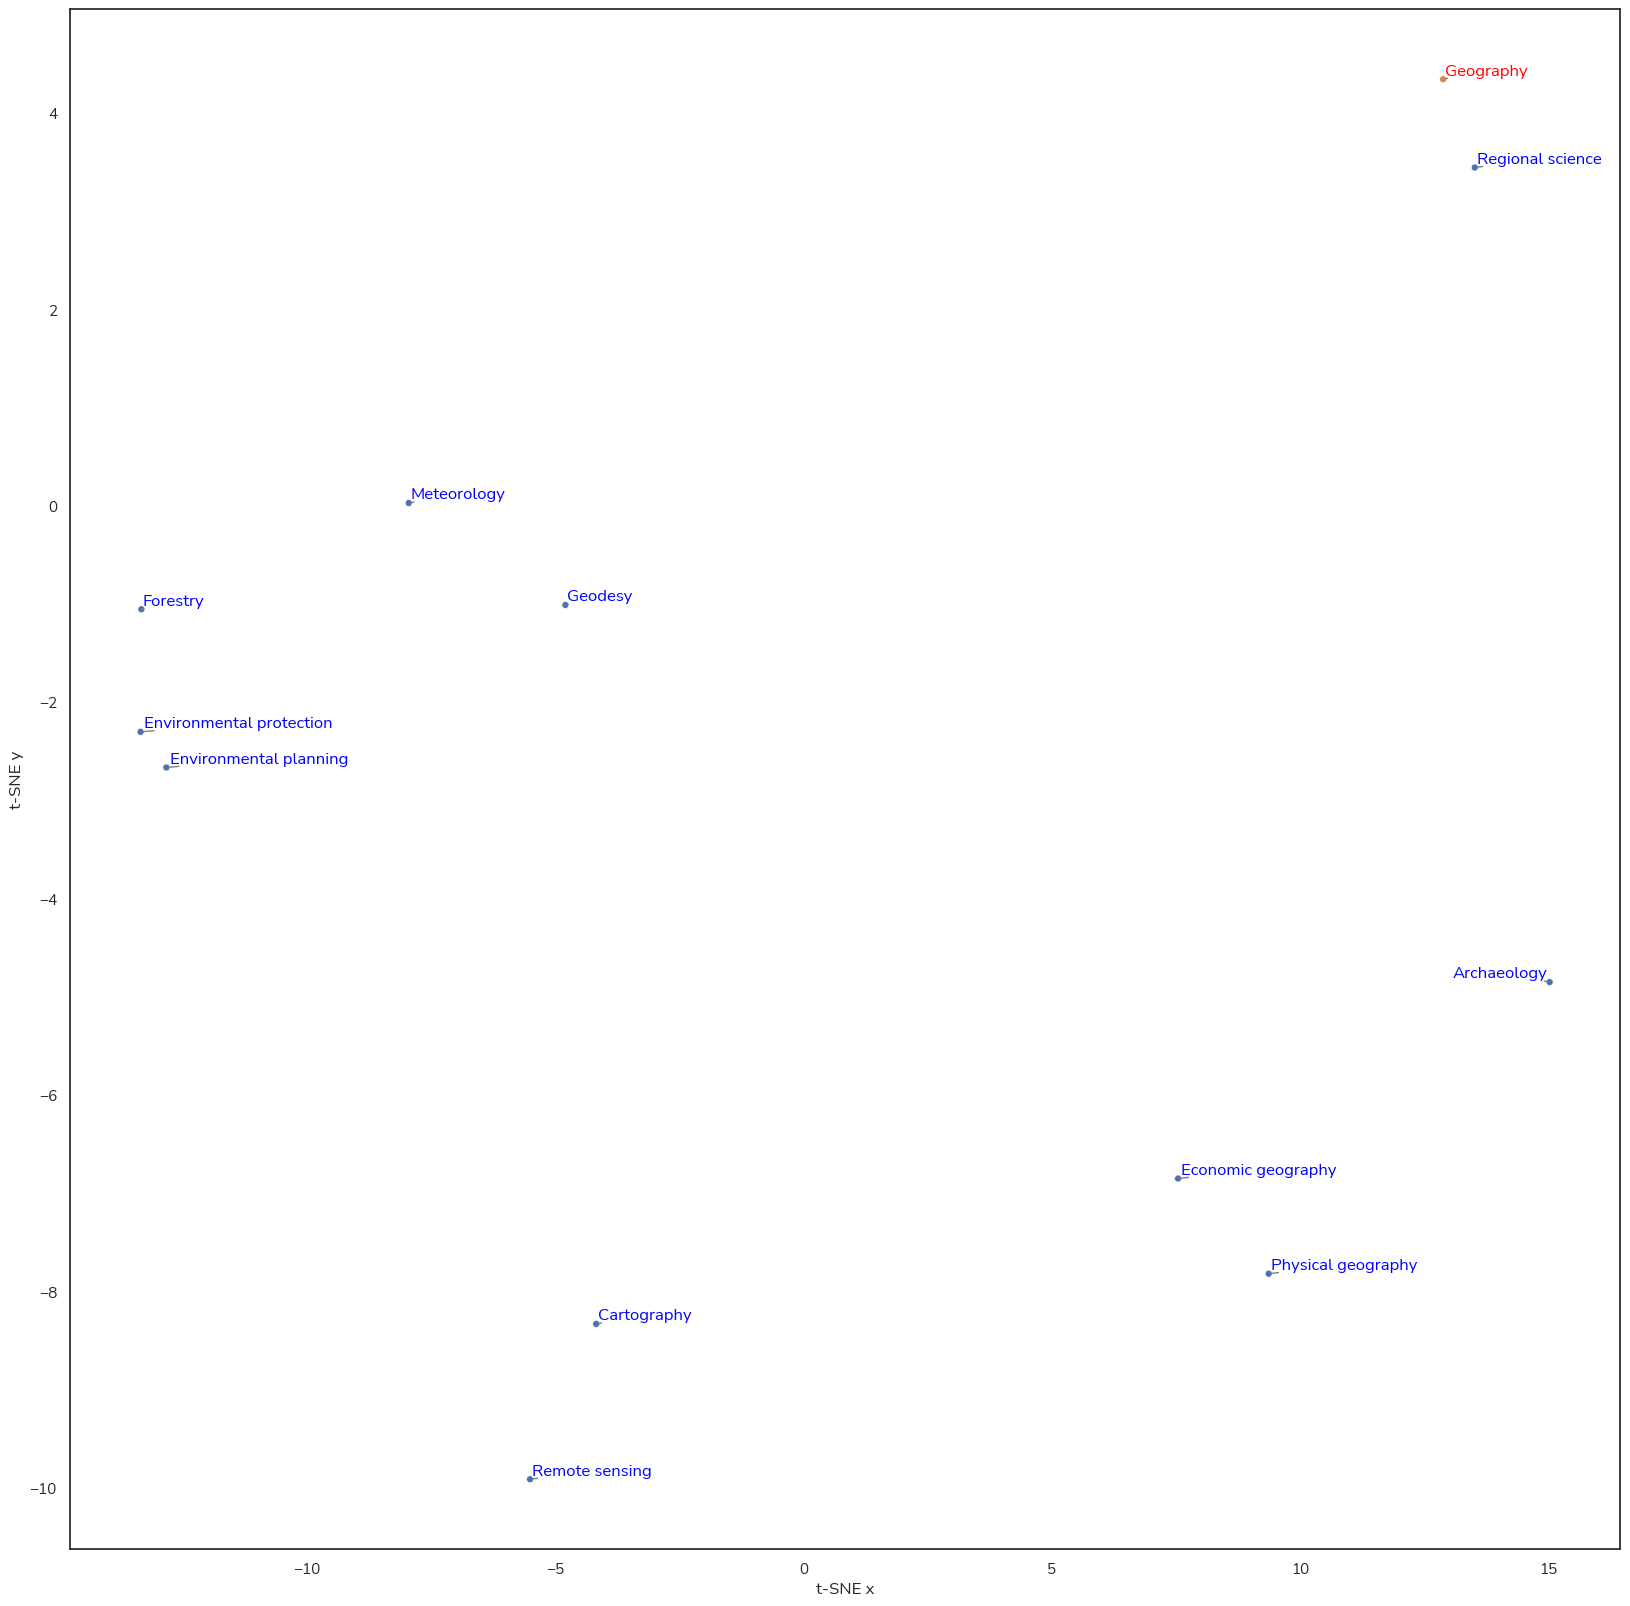 Geography
4
Regional science
2
Meteorology
0
Geodesy
Forestry
−2
Environmental protection
Environmental planning
t-SNE y
−4
Archaeology
−6
Economic geography
Physical geography
−8
Cartography
Remote sensing
−10
−10
−5
0
5
10
15
t-SNE x